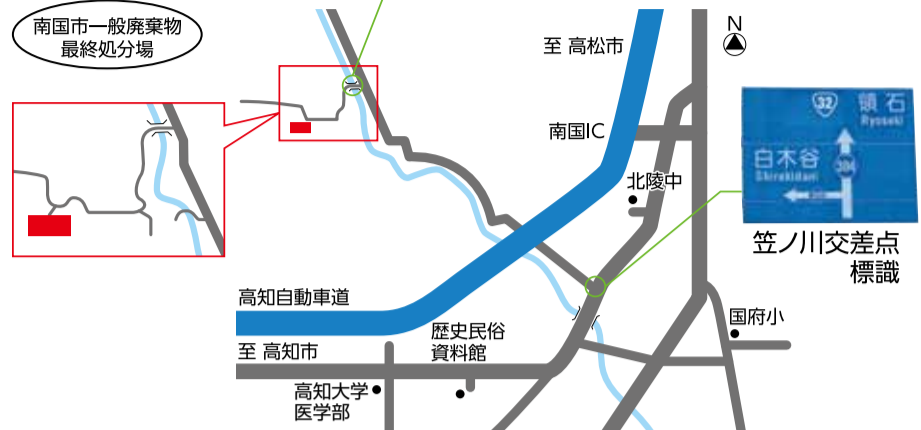 南国市一般廃棄物
最終処分場
至 高松市
N
南国IC
北陵中
32
領石
Ryoseki
白木谷
Shirakidani
384
笠ノ川交差点
標識
高知自動車道
至 高知市
歴史民俗
資料館
国府小
高知大学
医学部